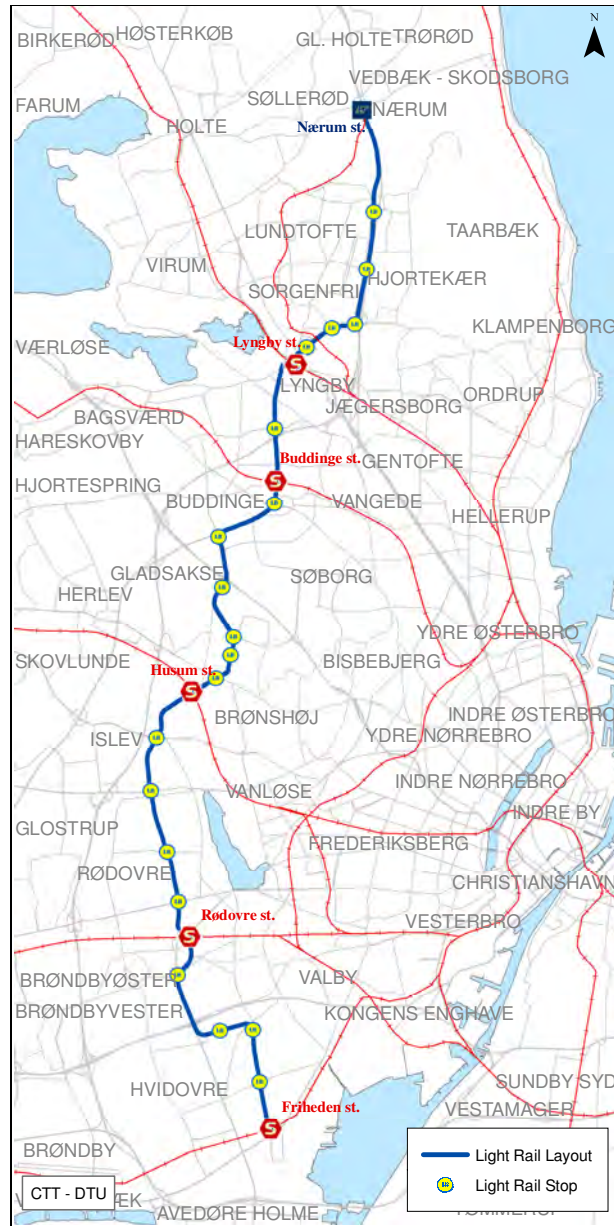 N
HØSTERKØB
BIRKERØD
GL. HOLTE
TRØRØD
VEDBÆK - SKODSBORG
FARUM
SØLLERØD
NÆRUM
HOLTE
Nærum st.
LUNDTOFTE
TAARBÆK
VIRUM
HJORTEKÆR
SORGENFRI
KLAMPENBORG
VÆRLØSE
Lyngby st.
LYNGBY
ORDRUP
JÆGERSBORG
BAGSVÆRD
HARESKOVBY
Buddinge st.
GENTOFTE
HJORTESPRING
BUDDINGE
VANGEDE
HELLERUP
GLADSAKSE
SØBORG
HERLEV
YDRE ØSTERBRO
SKOVLUNDE
Husum st.
BISBEBJERG
BRØNSHØJ
INDRE ØSTERBRO
ISLEV
YDRE NØRREBRO
INDRE NØRREBRO
VANLØSE
INDRE BY
GLOSTRUP
FREDERIKSBERG
RØDOVRE
CHRISTIANSHAVN
Rødovre st.
VESTERBRO
BRØNDBYØSTER
VALBY
BRØNDBYVESTER
KONGENS ENGHAVE
HVIDOVRE
SUNDBY SYD
Friheden st.
VESTAMAGER
BRØNDBY
Light Rail Layout
Light Rail Stop
CTT - DTU
AVEDØRE HOLME